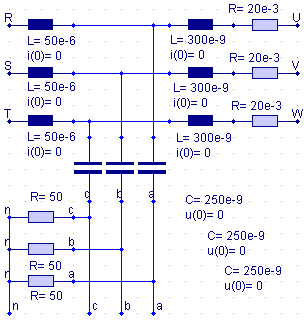 R
R= 20e-3
U
L= 50e-6
i(0)= 0
L= 300e-9
i(0)= 0
S
R= 20e-3
V
L= 50e-6
i(0)= 0
L= 300e-9
i(0)= 0
T
R= 20e-3
W
L= 50e-6
i(0)= 0
L= 300e-9
i(0)= 0
c
b
a
R= 50
C= 250e-9
u(0)= 0
n
c
C= 250e-9
u(0)= 0
n
b
R= 50
C= 250e-9
u(0)= 0
n
a
R= 50
n
c
b
a